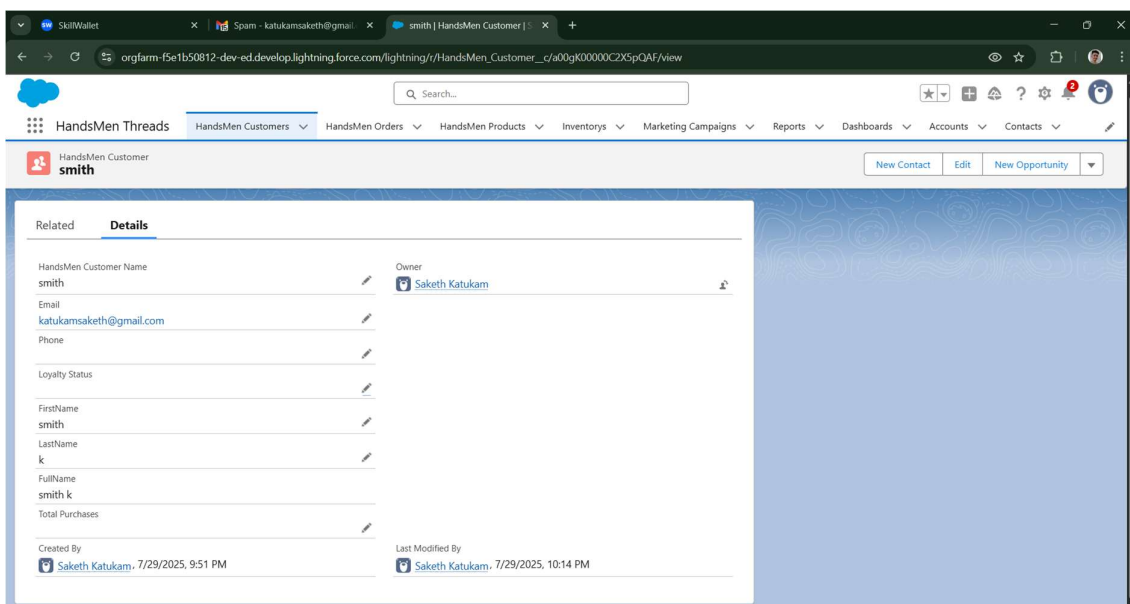 SkillWallet
Spam - katukamsaketh@gmail.
smith | HandsMen Customer | S
orgfarm-f5e1b50812-dev-ed.develop.lightning.force.com/lightning/r/HandsMen_Customer__c/a00gK00000C2X5pQAF/view
Search...
2
HandsMen Threads
HandsMen Customers
HandsMen Orders
HandsMen Products
Inventorys
Marketing Campaigns
Reports
Dashboards
Accounts
Contacts
HandsMen Customer
smith
New Contact
Edit
New Opportunity
Related
Details
HandsMen Customer Name
smith
Owner
Saketh Katukam
Email
katukamsaketh@gmail.com
Phone
Loyalty Status
FirstName
smith
LastName
k
FullName
smith k
Total Purchases
Created By
Saketh Katukam, 7/29/2025, 9:51 PM
Last Modified By
Saketh Katukam, 7/29/2025, 10:14 PM